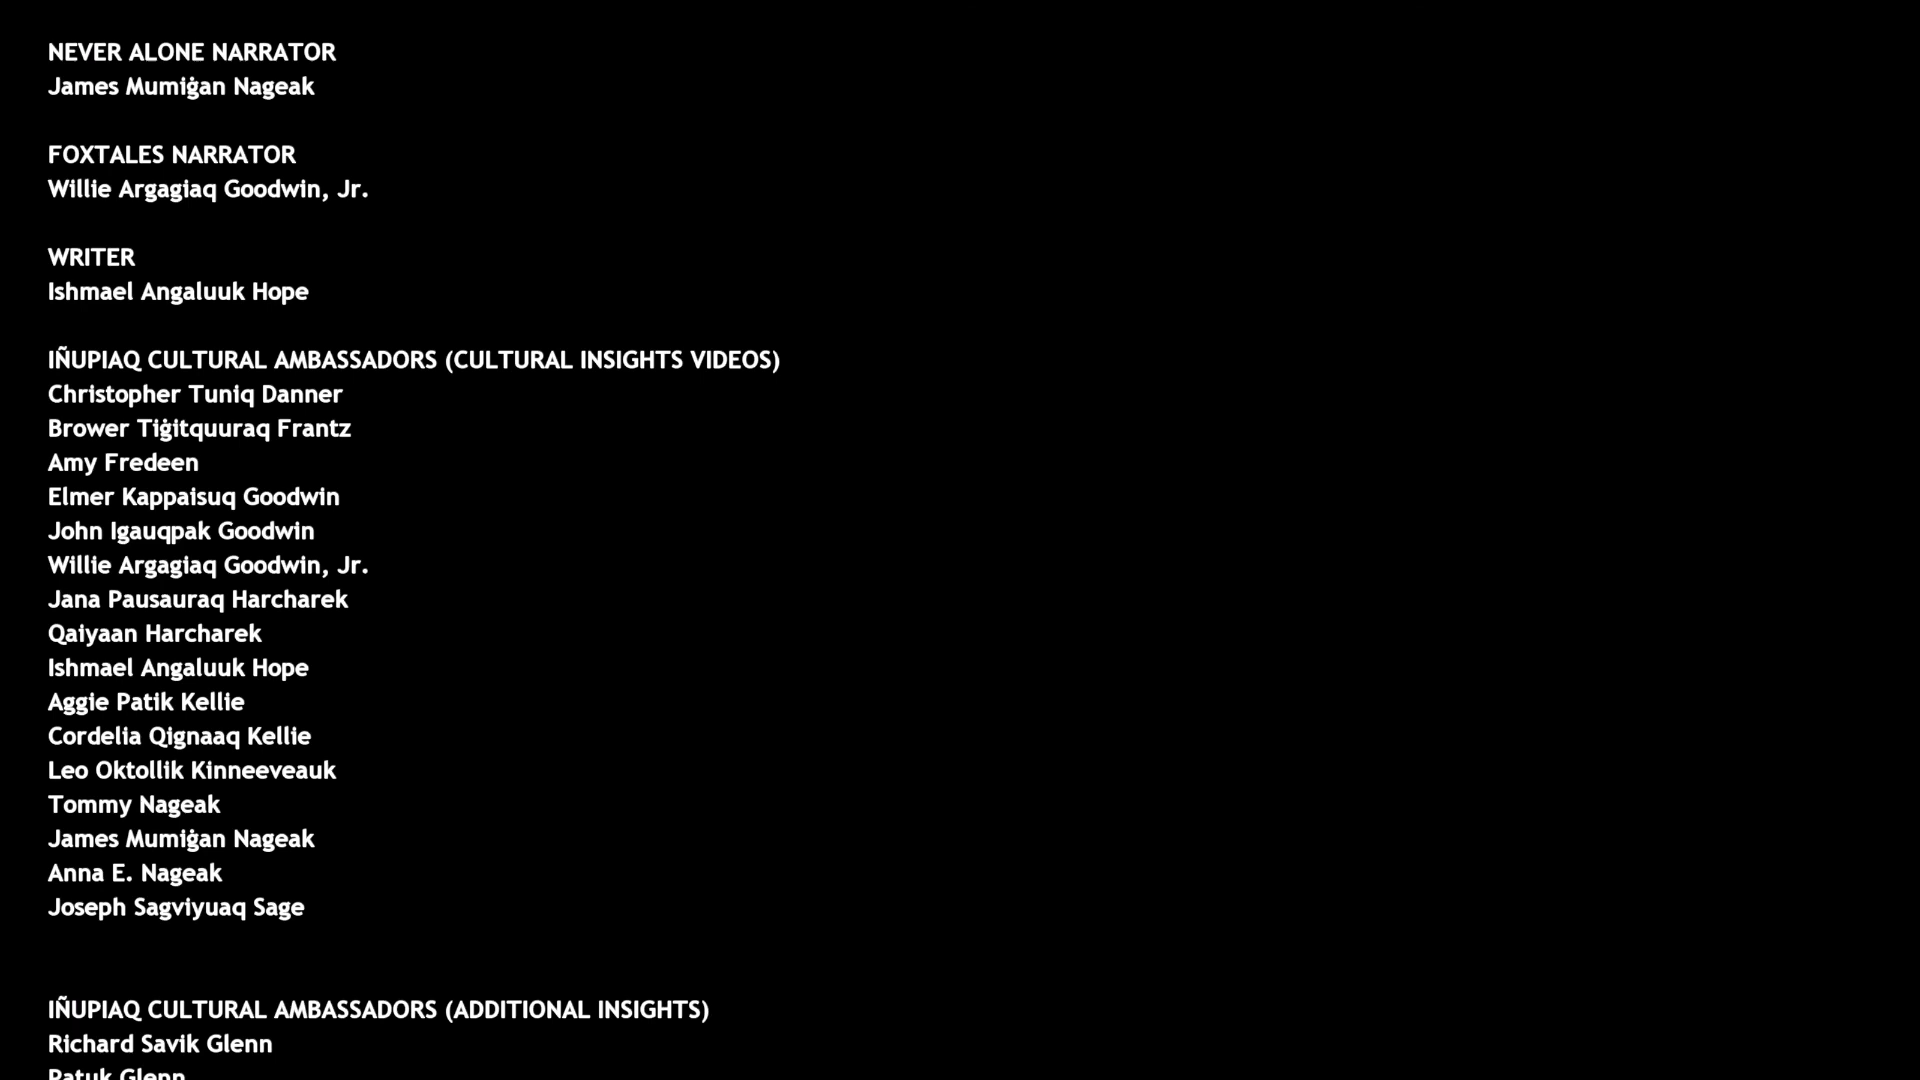 NEVER ALONE NARRATOR
James Mumiġan Nageak
FOXTALES NARRATOR
Willie Argagiaq Goodwin, Jr.
WRITER
Ishmael Angaluuk Hope
IÑUPIAQ CULTURAL AMBASSADORS (CULTURAL INSIGHTS VIDEOS)
Christopher Tuniq Danner
Brower Tiġitquuraq Frantz
Amy Fredeen
Elmer Kappaisuq Goodwin
John Igauqpak Goodwin
Willie Argagiaq Goodwin, Jr.
Jana Pausauraq Harcharek
Qaiyaan Harcharek
Ishmael Angaluuk Hope
Aggie Patik Kellie
Cordelia Qignaaq Kellie
Leo Oktollik Kinneeveauk
Tommy Nageak
James Mumiġan Nageak
Anna E. Nageak
Joseph Sagviyuaq Sage
IÑUPIAQ CULTURAL AMBASSADORS (ADDITIONAL INSIGHTS)
Richard Savik Glenn
Patuk Glenn